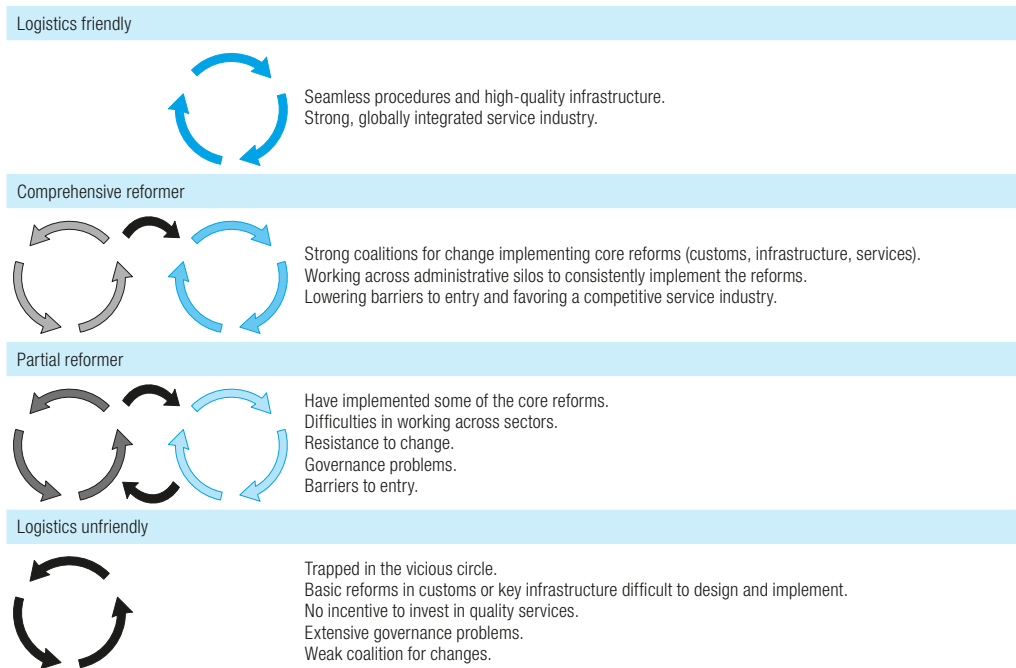 Logistics friendly
Seamless procedures and high-quality infrastructure.
Strong, globally integrated service industry.
Comprehensive reformer
Strong coalitions for change implementing core reforms (customs, infrastructure, services).
Working across administrative silos to consistently implement the reforms.
Lowering barriers to entry and favoring a competitive service industry.
Partial reformer
Have implemented some of the core reforms.
Difficulties in working across sectors.
Resistance to change.
Governance problems.
Barriers to entry.
Logistics unfriendly
Trapped in the vicious circle.
Basic reforms in customs or key infrastructure difficult to design and implement.
No incentive to invest in quality services.
Extensive governance problems.
Weak coalition for changes.